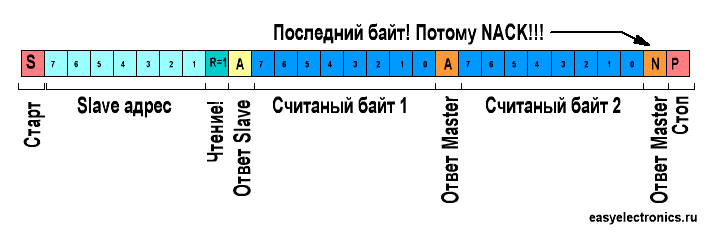 Последний байт! Потому NACK!!!
S 7 6 5 4 3 2 1 R=1 A 7 6 5 4 3 2 1 0 A 7 6 5 4 3 2 1 0 N P
Старт Slave адрес Чтение! Ответ Slave Считаный байт 1 Ответ Master Считаный байт 2 Ответ Master Стоп
easyelectronics.ru